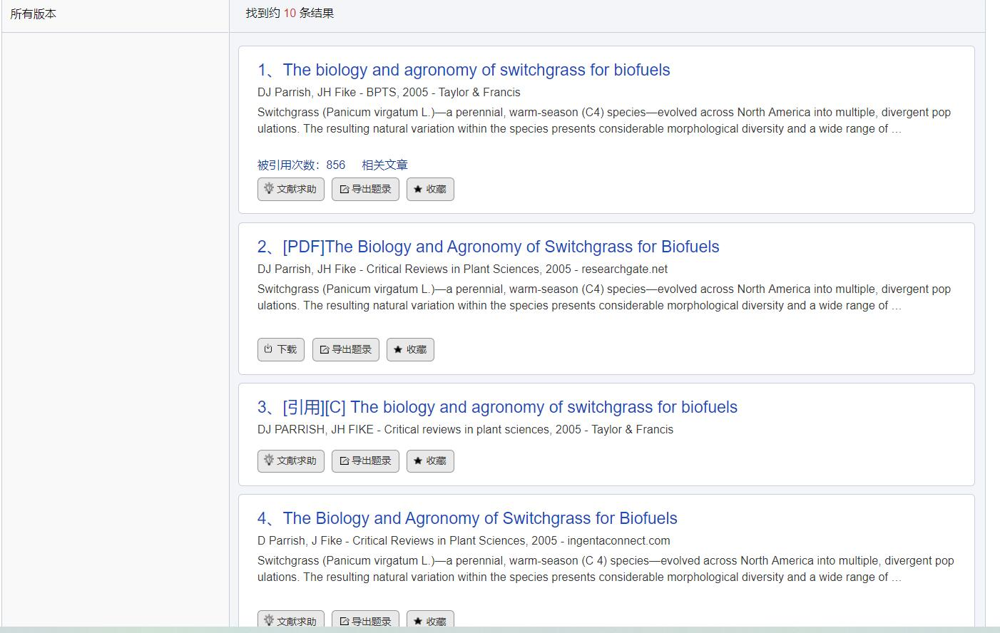 所有版本
找到约 10 条结果
1、The biology and agronomy of switchgrass for biofuels
DJ Parrish, JH Fike - BPTS, 2005 - Taylor & Francis
Switchgrass (Panicum virgatum L.)—a perennial, warm-season (C4) species—evolved across North America into multiple, divergent pop
ulations. The resulting natural variation within the species presents considerable morphological diversity and a wide range of …
被引用次数：856 相关文章
文献求助 导出题录 ★ 收藏
2、[PDF]The Biology and Agronomy of Switchgrass for Biofuels
DJ Parrish, JH Fike - Critical Reviews in Plant Sciences, 2005 - researchgate.net
Switchgrass (Panicum virgatum L.)—a perennial, warm-season (C4) species—evolved across North America into multiple, divergent pop
ulations. The resulting natural variation within the species presents considerable morphological diversity and a wide range of …
下载 导出题录 ★ 收藏
3、[引用][C] The biology and agronomy of switchgrass for biofuels
DJ PARRISH, JH FIKE - Critical reviews in plant sciences, 2005 - Taylor & Francis
文献求助 导出题录 ★ 收藏
4、The Biology and Agronomy of Switchgrass for Biofuels
D Parrish, J Fike - Critical Reviews in Plant Sciences, 2005 - ingentaconnect.com
Switchgrass (Panicum virgatum L.)—a perennial, warm-season (C 4) species—evolved across North America into multiple, divergent pop
ulations. The resulting natural variation within the species presents considerable morphological diversity and a wide range of …
文献求助 导出题录 ★ 收藏